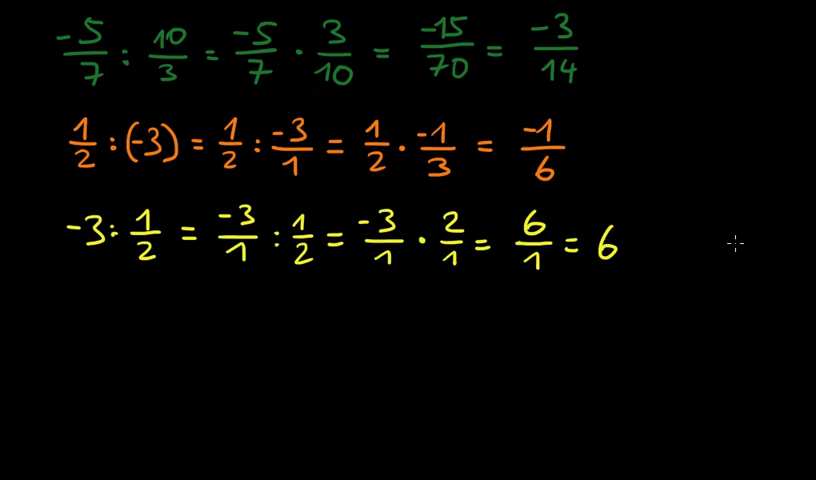 -5/7 : 10/3 = -5/7 · 3/10 = -15/70 = -3/14
1/2 : (-3) = 1/2 : -3/1 = 1/2 · -1/3 = -1/6
-3 : 1/2 = -3/1 : 1/2 = -3/1 · 2/1 = 6/1 = 6